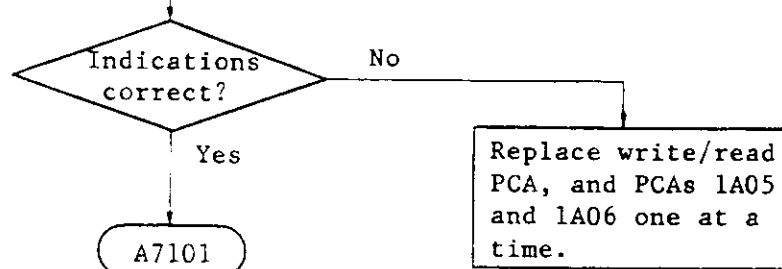 Indications
correct?
No
Yes
Replace write/read
PCA, and PCAs 1A05
and 1A06 one at a
time.
A7101